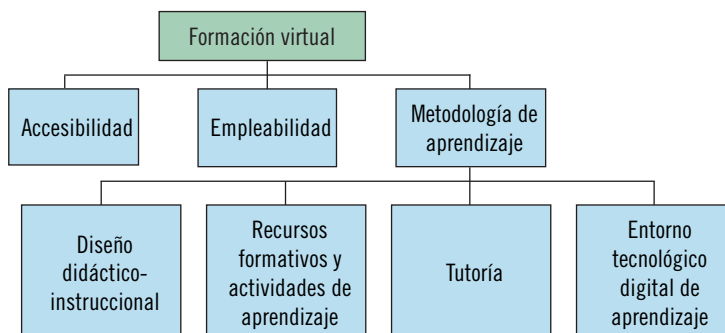 Formación virtual
Accesibilidad
Empleabilidad
Metodología de
aprendizaje
Diseño
didáctico-
instruccional
Recursos
formativos y
actividades de
aprendizaje
Tutoría
Entorno
tecnológico
digital de
aprendizaje